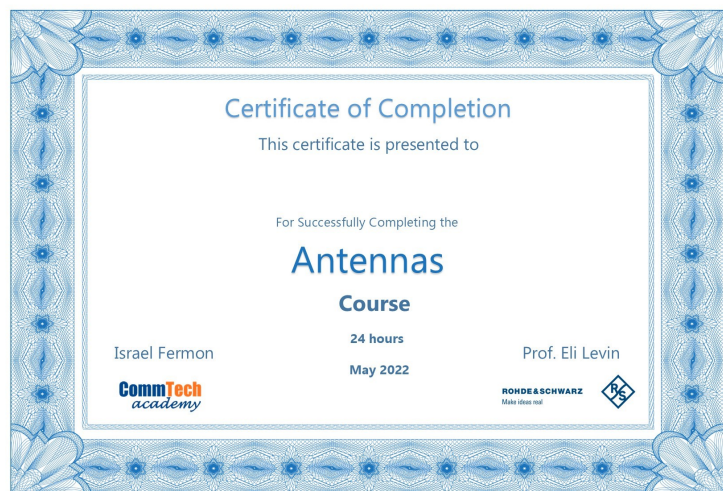 Certificate of Completion
This certificate is presented to
For Successfully Completing the
Antennas
Course
24 hours
May 2022
Israel Fermon
Prof. Eli Levin
CommTech
academy
ROHDE&SCHWARZ
Make ideas real
R&S